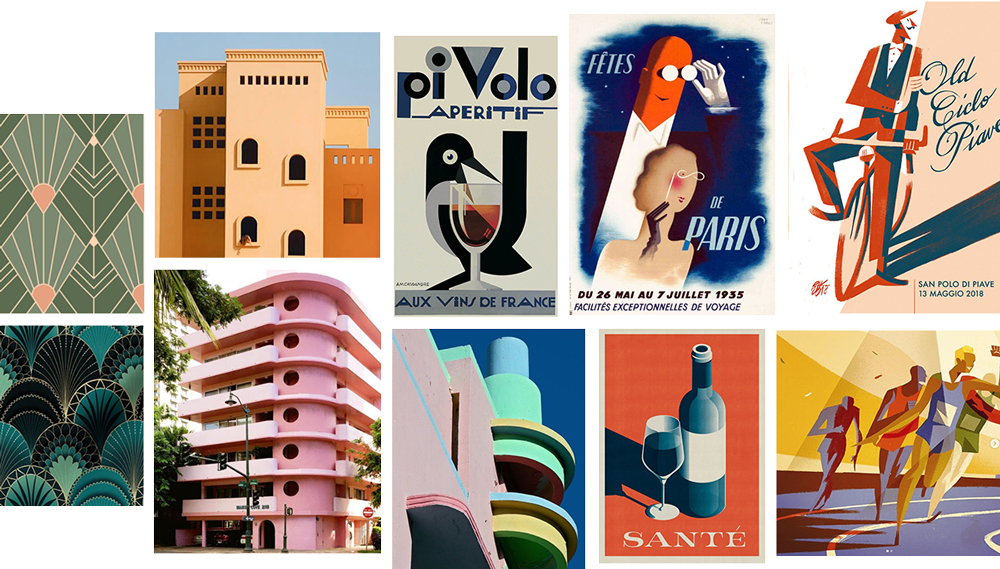 pi Volo
APERITIF
A.M.CASSANDRE
AUX VINS DE FRANCE
FÊTES
DE
PARIS
DU 26 MAI AU 7 JUILLET 1935
FACILITÉS EXCEPTIONNELLES DE VOYAGE
Old
Ciclo
Piave
SAN POLO DI PIAVE
13 MAGGIO 2018
SANTÉ